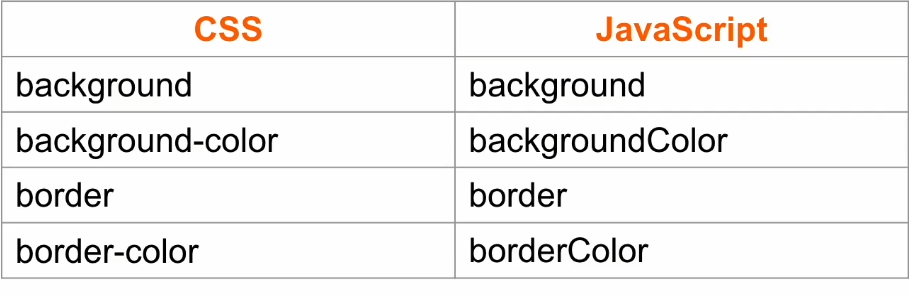 CSS JavaScript
background background
background-color backgroundColor
border border
border-color borderColor